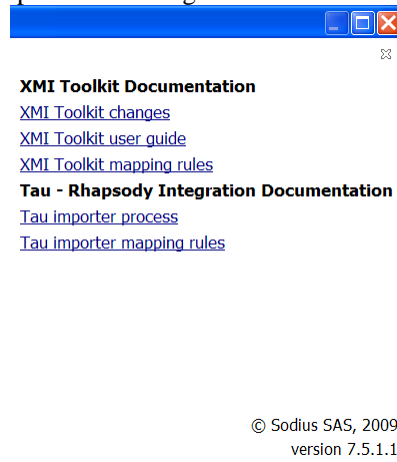 XMI Toolkit Documentation
XMI Toolkit changes
XMI Toolkit user guide
XMI Toolkit mapping rules
Tau - Rhapsody Integration Documentation
Tau importer process
Tau importer mapping rules
© Sodius SAS, 2009
version 7.5.1.1